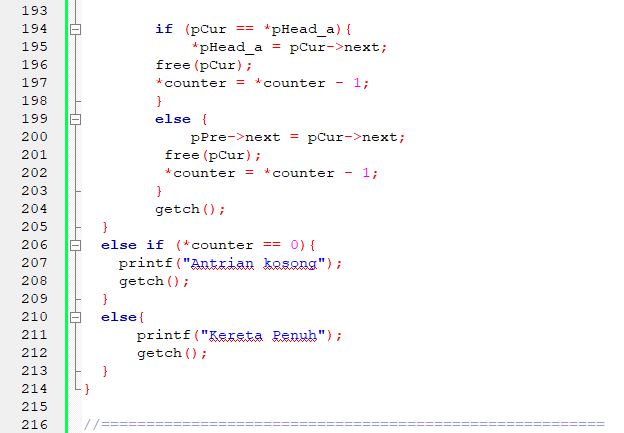 193
194 if (pCur == *pHead_a){
195 *pHead_a = pCur->next;
196 free(pCur);
197 *counter = *counter - 1;
198 }
199 else {
200 pPre->next = pCur->next;
201 free(pCur);
202 *counter = *counter - 1;
203 }
204 getch();
205 }
206 else if (*counter == 0){
207 printf("Antrian kosong");
208 getch();
209 }
210 else{
211 printf("Kereta Penuh");
212 getch();
213 }
214 }
215
216 //========================================================